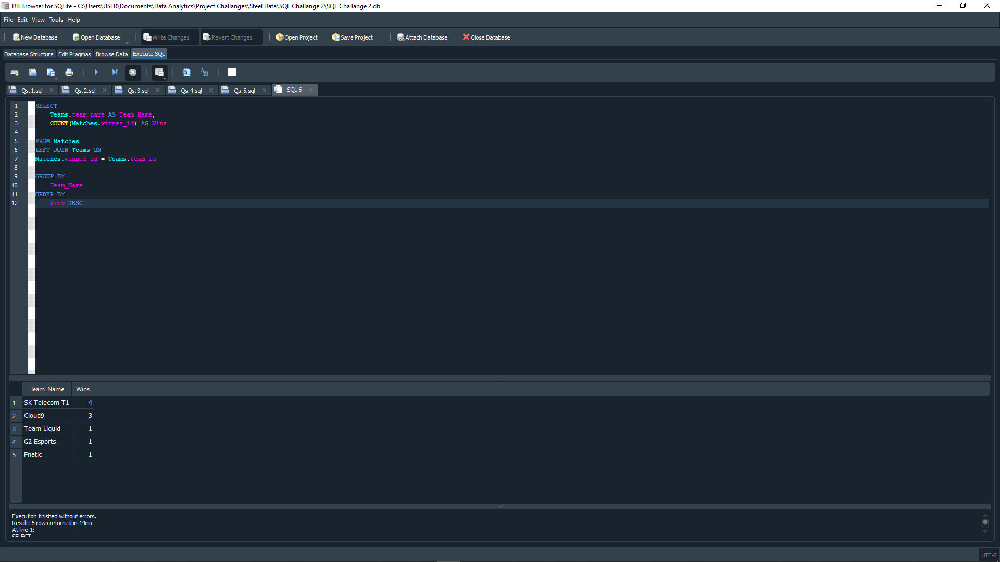 DB Browser for SQLite - C:\Users\USER\Documents\Data Analytics\Project Challanges\Steel Data\SQL Challange 2\SQL Challange 2.db
File Edit View Tools Help
New Database Open Database Write Changes Revert Changes Open Project Save Project Attach Database Close Database
Database Structure Edit Pragmas Browse Data Execute SQL
Qs.1.sql Qs.2.sql Qs.3.sql Qs.4.sql Qs.5.sql SQL 6
1 SELECT
2 Teams.team_name AS Team_Name,
3 COUNT(Matches.winner_id) AS Wins
4
5 FROM Matches
6 LEFT JOIN Teams ON
7 Matches.winner_id = Teams.team_id
8
9 GROUP BY
10 Team_Name
11 ORDER BY
12 Wins DESC
Team_Name Wins
1 SK Telecom T1 4
2 Cloud9 3
3 Team Liquid 1
4 G2 Esports 1
5 Fnatic 1
Execution finished without errors.
Result: 5 rows returned in 14ms
At line 1:
SELECT
UTF-8